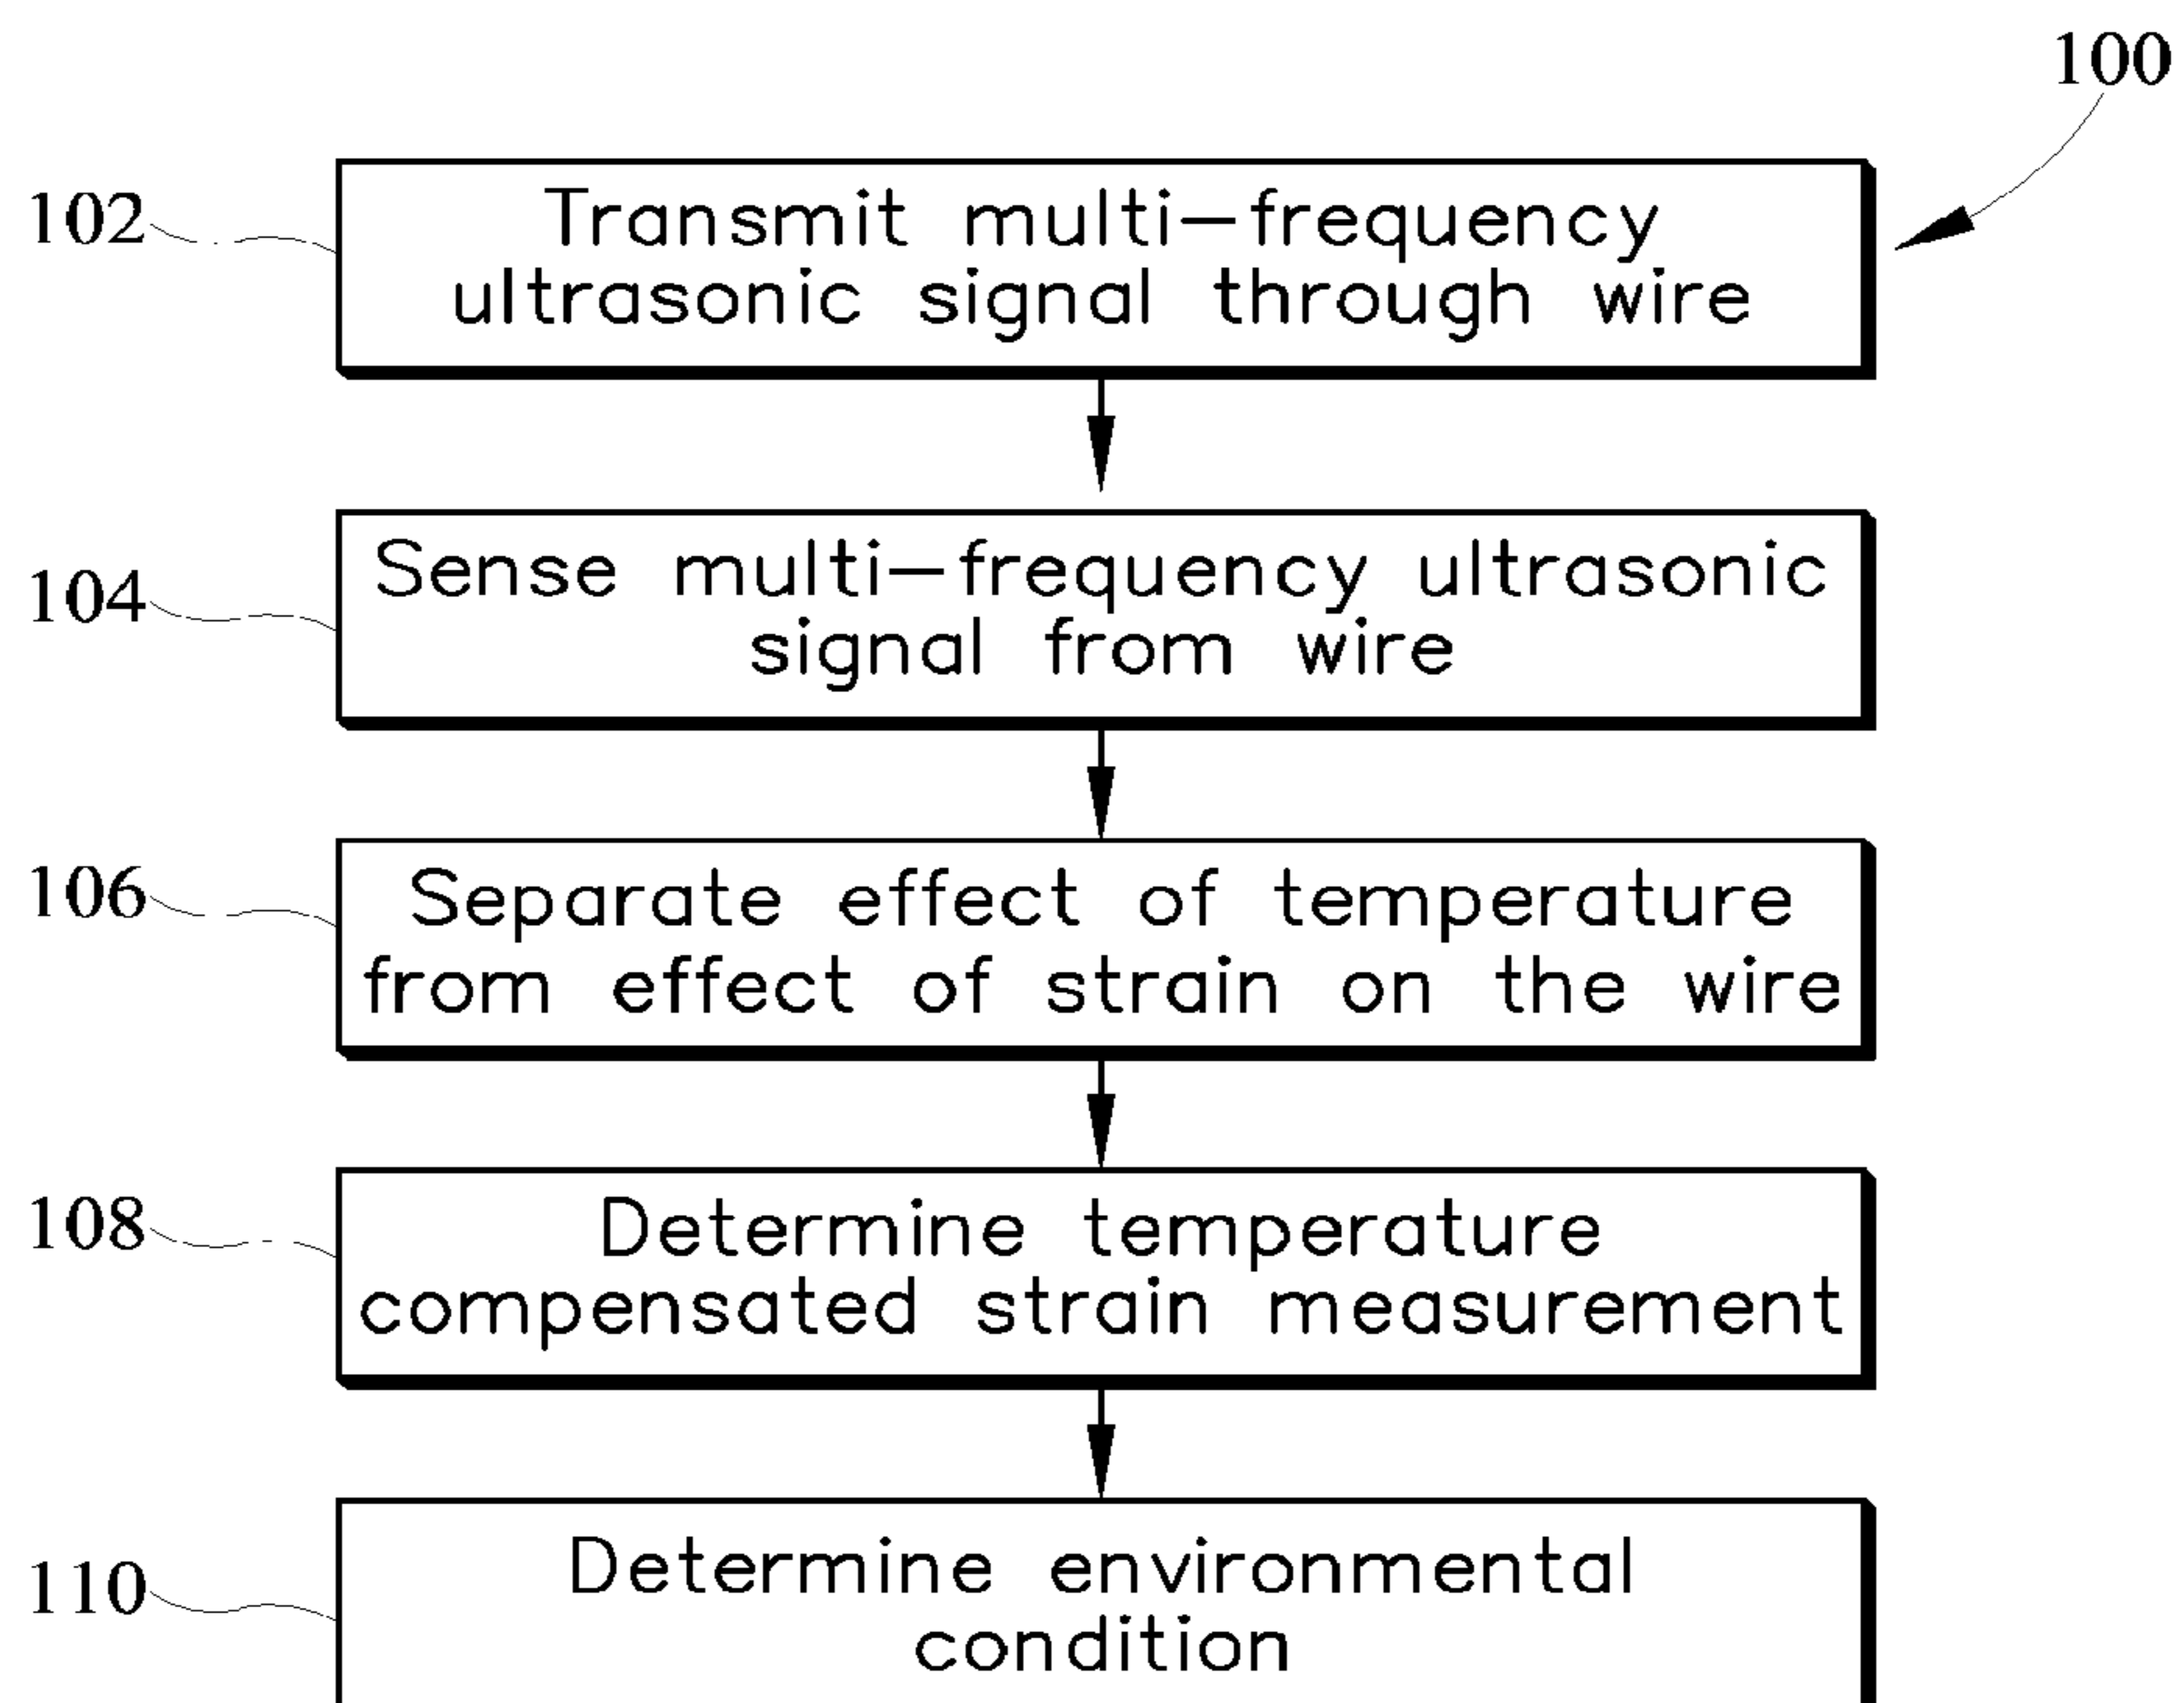 100
102
Transmit multi-frequency
ultrasonic signal through wire
104
Sense multi-frequency ultrasonic
signal from wire
106
Separate effect of temperature
from effect of strain on the wire
108
Determine temperature
compensated strain measurement
110
Determine environmental
condition